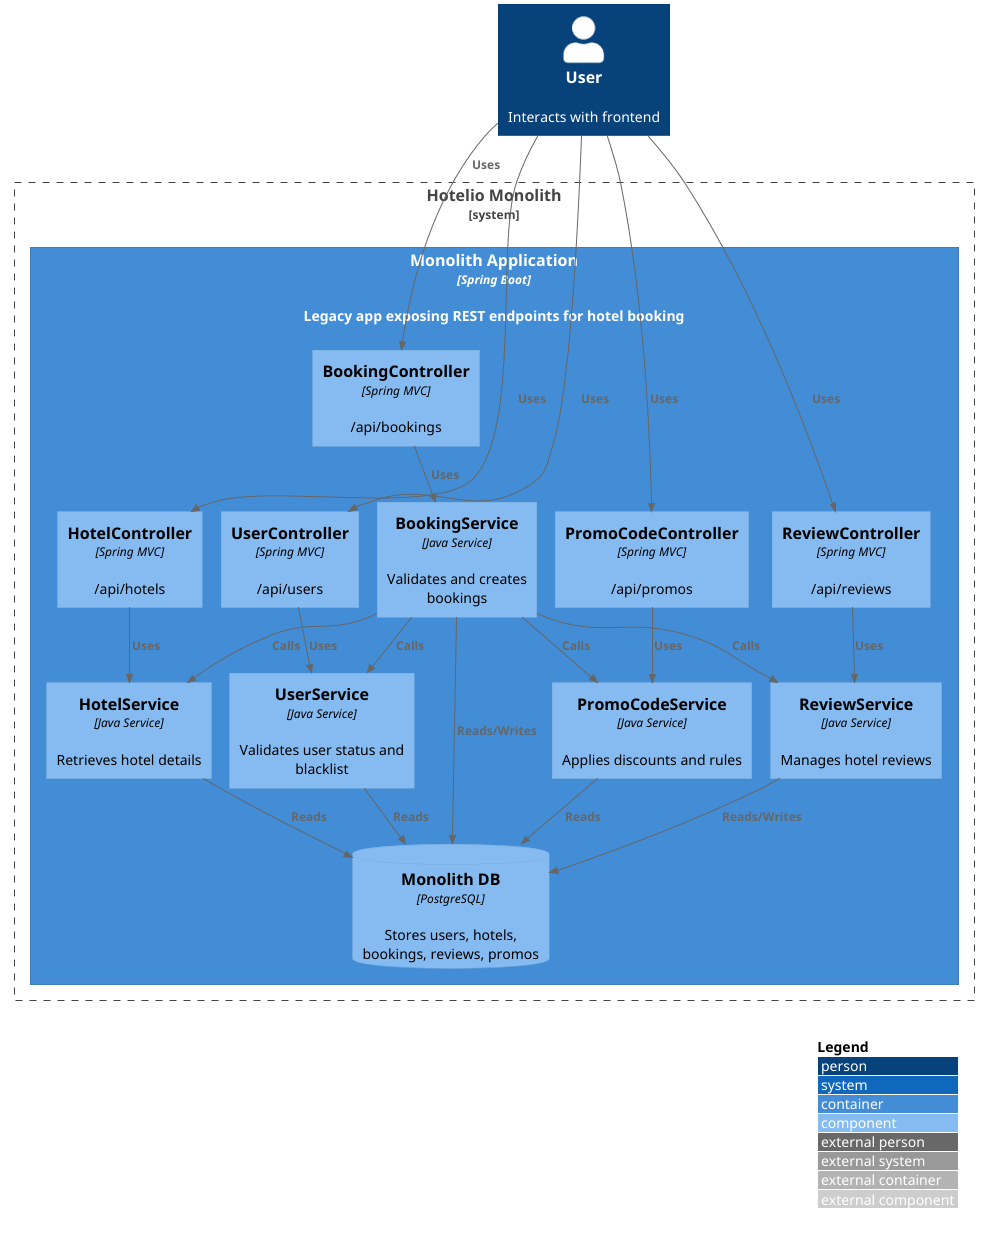 User
Interacts with frontend
Uses
Hotelio Monolith
[system]
Monolith Application
[Spring Boot]
Legacy app exposing REST endpoints for hotel booking
BookingController
[Spring MVC]
/api/bookings
Uses
Uses
Uses
Uses
Uses
HotelController
[Spring MVC]
/api/hotels
UserController
[Spring MVC]
/api/users
BookingService
[Java Service]
Validates and creates
bookings
PromoCodeController
[Spring MVC]
/api/promos
ReviewController
[Spring MVC]
/api/reviews
Uses
Calls
Uses
Calls
Calls
Uses
Calls
Uses
HotelService
[Java Service]
Retrieves hotel details
UserService
[Java Service]
Validates user status and
blacklist
Reads/Writes
PromoCodeService
[Java Service]
Applies discounts and rules
ReviewService
[Java Service]
Manages hotel reviews
Reads
Reads
Reads
Reads/Writes
Monolith DB
[PostgreSQL]
Stores users, hotels,
bookings, reviews, promos
Legend
person
system
container
component
external person
external system
external container
external component